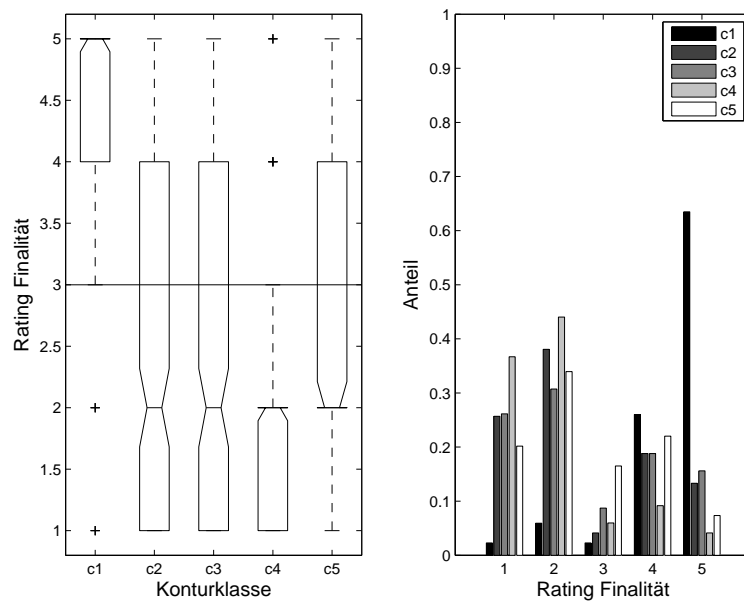 5
4.5
4
3.5
3
2.5
2
1.5
1
Rating Finalität
c1 c2 c3 c4 c5
Konturklasse
1
0.9
0.8
0.7
0.6
0.5
0.4
0.3
0.2
0.1
0
Anteil
1 2 3 4 5
Rating Finalität
c1
c2
c3
c4
c5